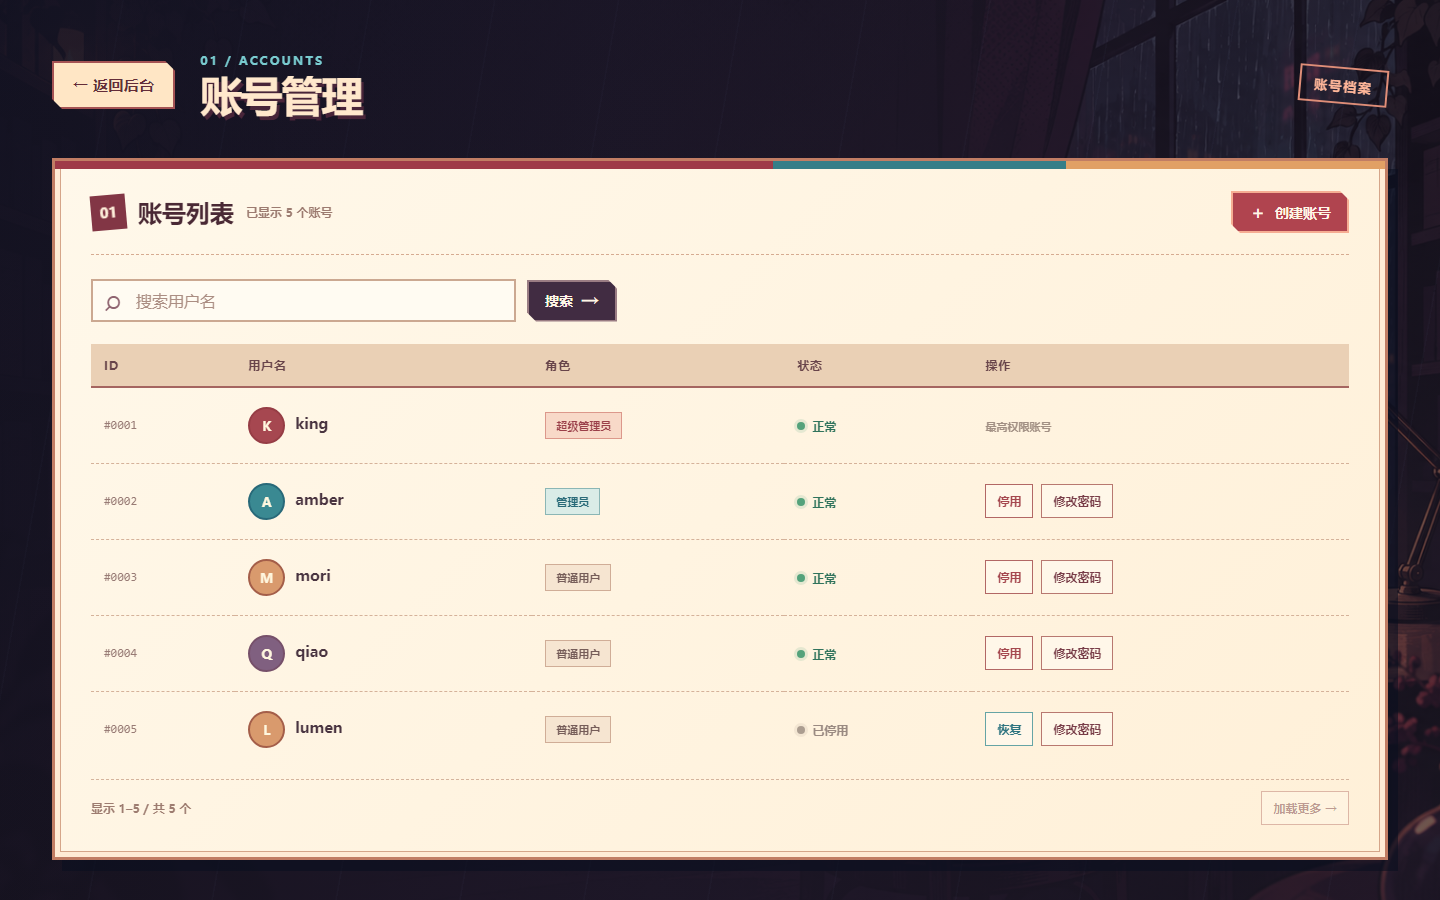 ← 返回后台
01 / ACCOUNTS
账号管理
账号档案
01 账号列表 已显示 5 个账号
＋ 创建账号
搜索用户名
搜索 →
ID 用户名 角色 状态 操作
#0001 K king 超级管理员 正常 最高权限账号
#0002 A amber 管理员 正常 停用 修改密码
#0003 M mori 普通用户 正常 停用 修改密码
#0004 Q qiao 普通用户 正常 停用 修改密码
#0005 L lumen 普通用户 已停用 恢复 修改密码
显示 1–5 / 共 5 个
加载更多 →